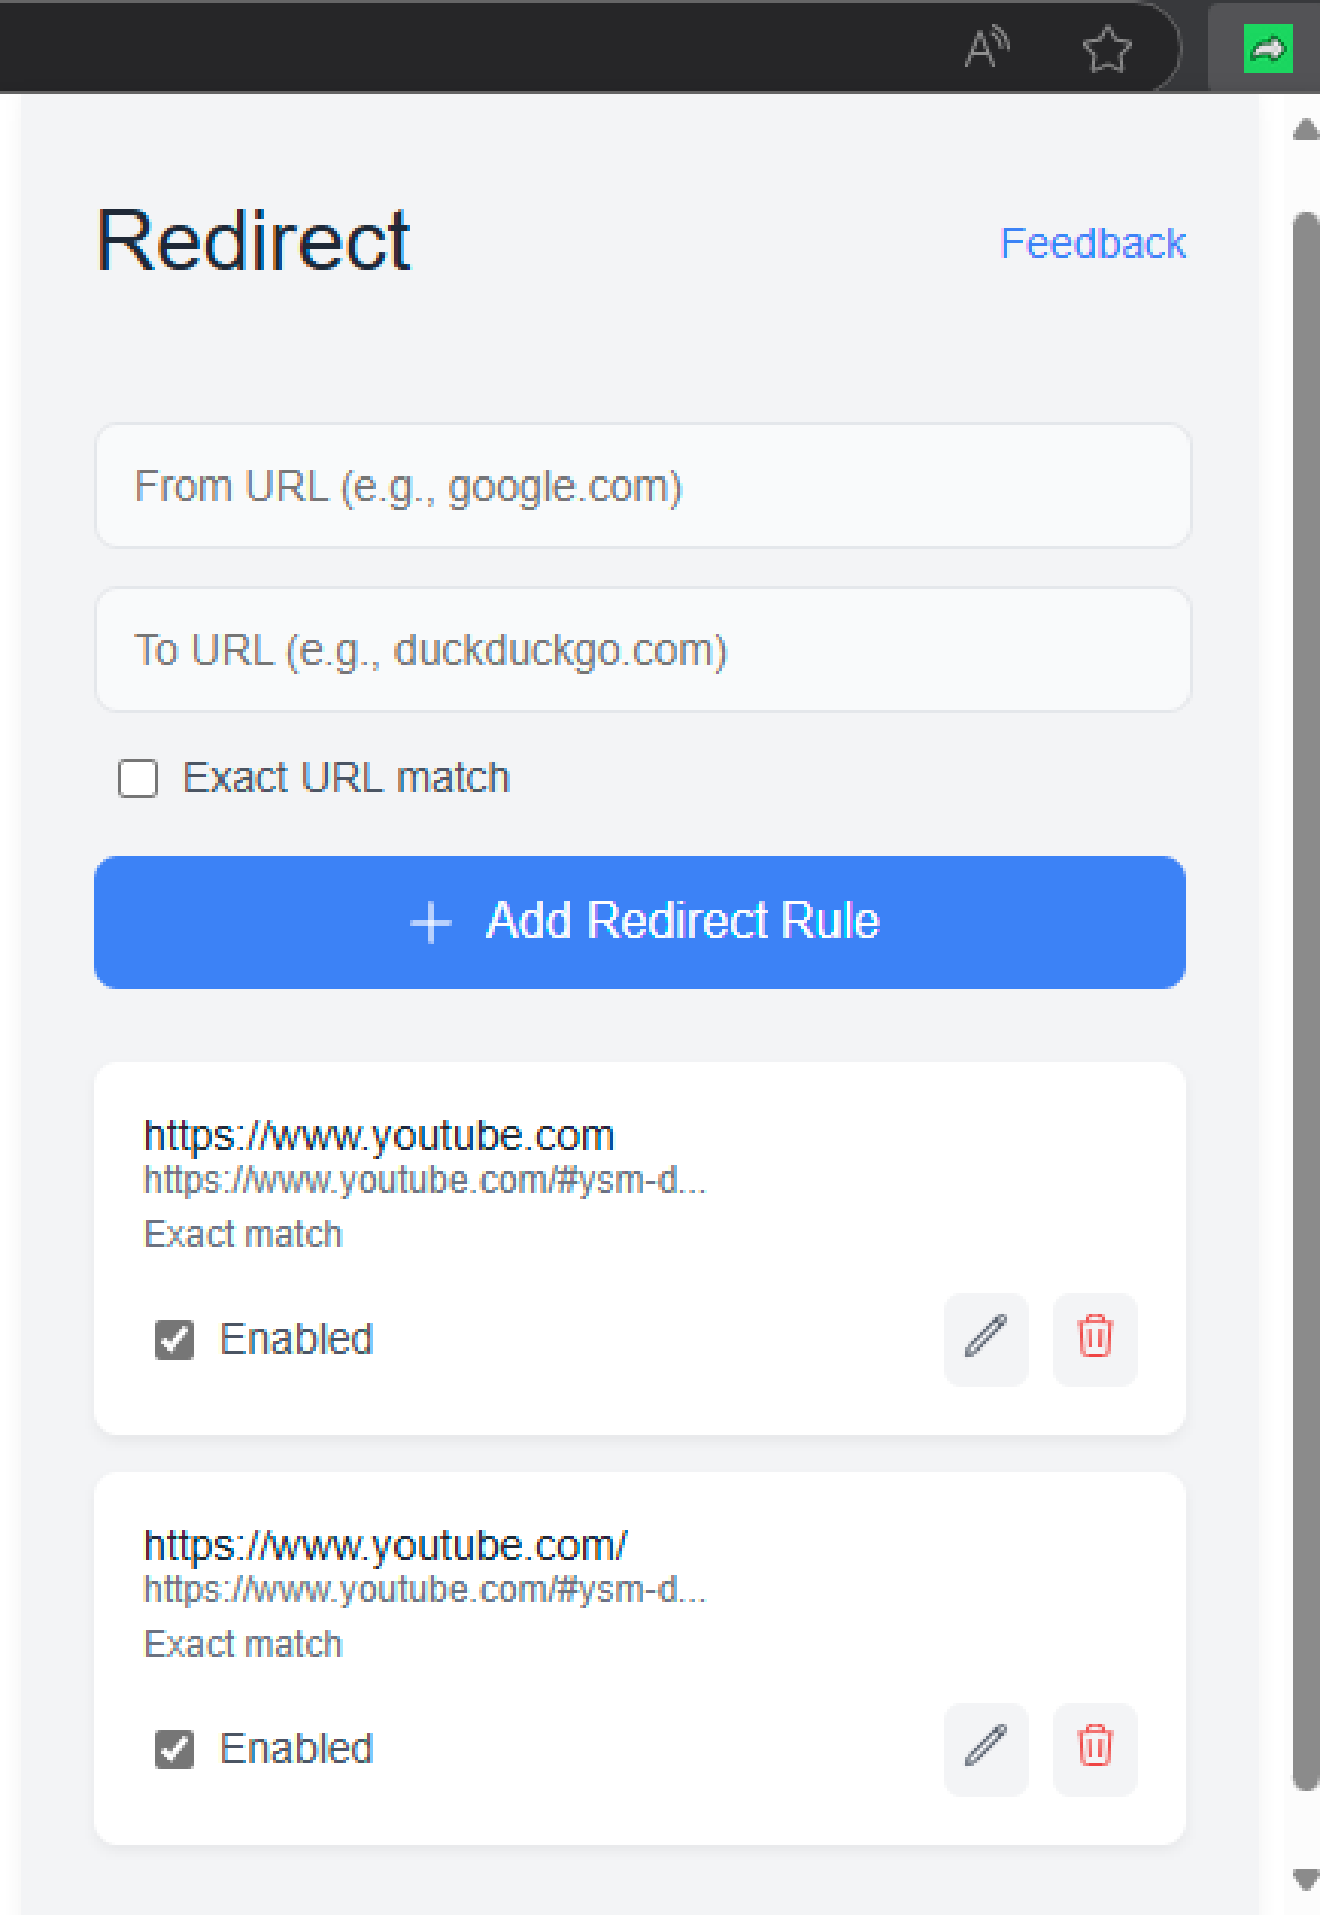 Redirect
Feedback
From URL (e.g., google.com)
To URL (e.g., duckduckgo.com)
Exact URL match
Add Redirect Rule
https://www.youtube.com
https://www.youtube.com/#ysm-d...
Exact match
Enabled
https://www.youtube.com/
https://www.youtube.com/#ysm-d...
Exact match
Enabled